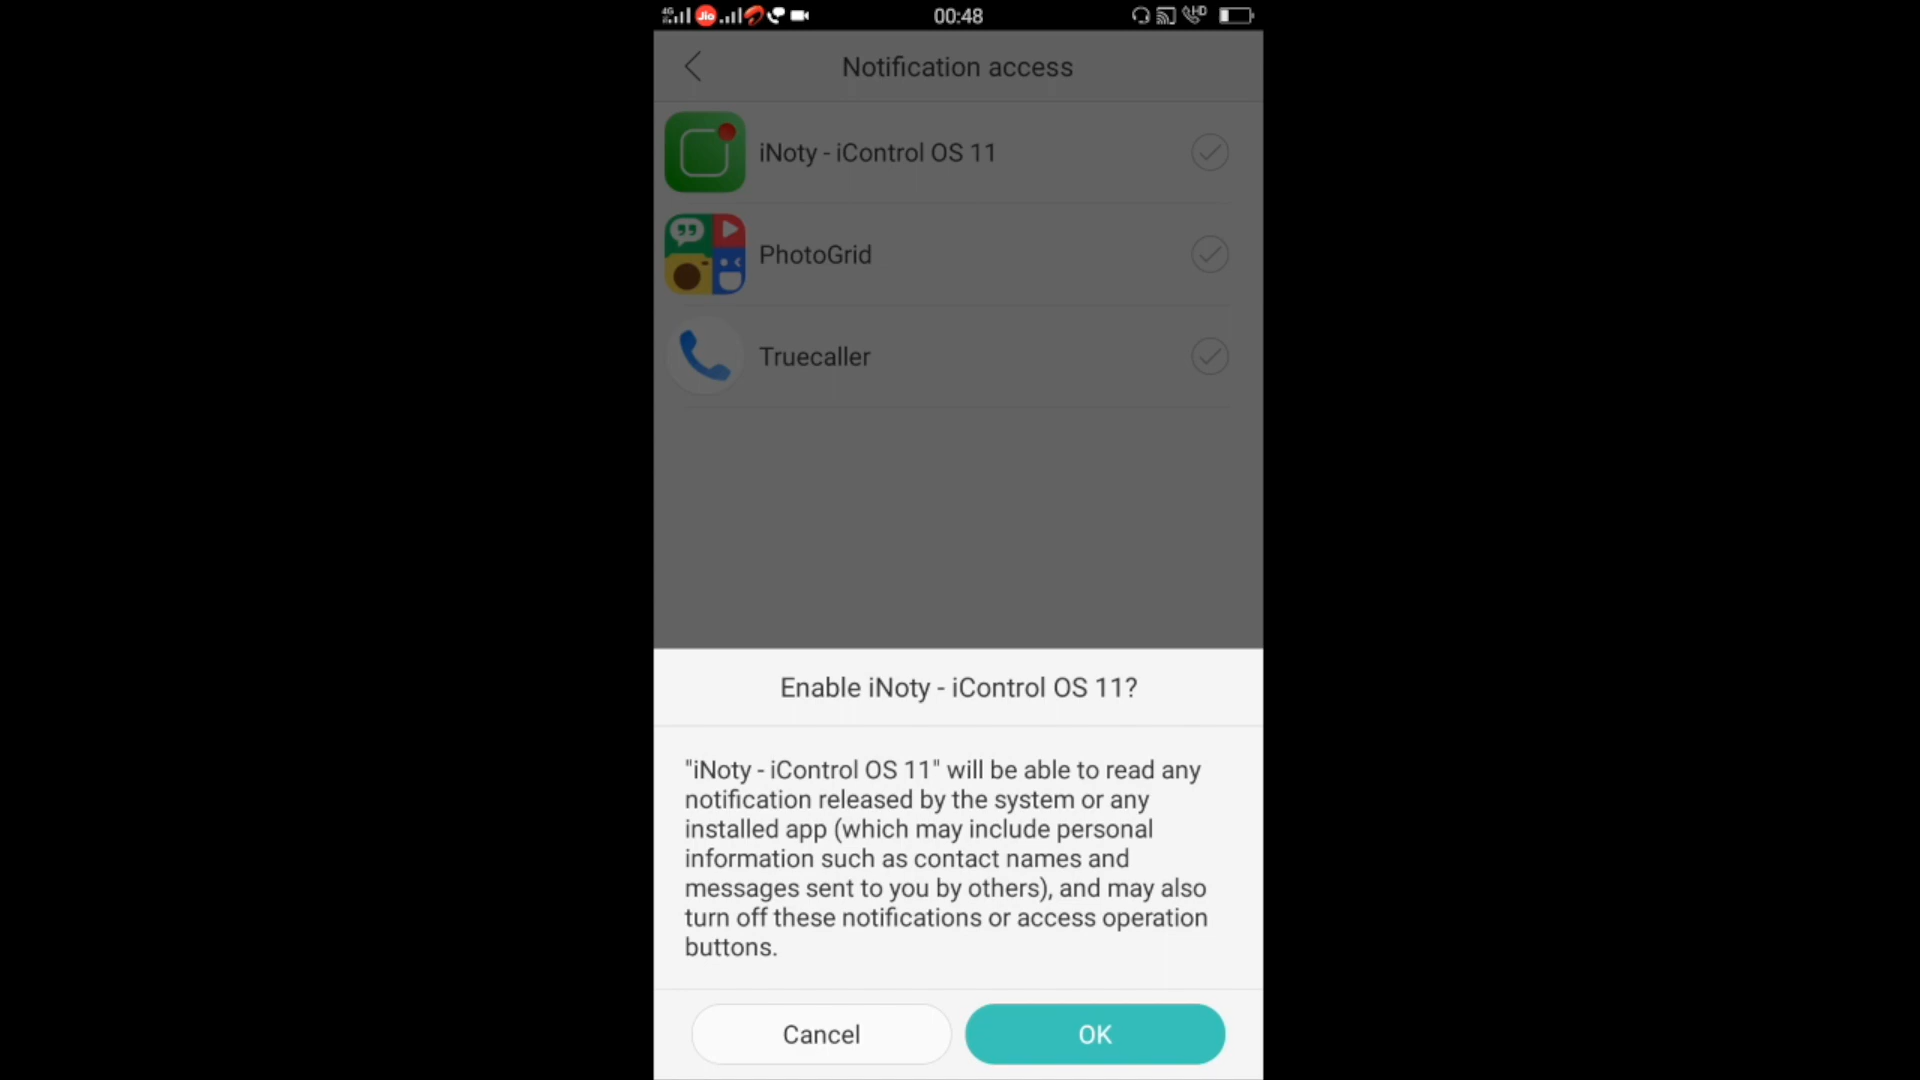 4G Jio 00:48 HD
Notification access
iNoty - iControl OS 11
PhotoGrid
Truecaller
Enable iNoty - iControl OS 11?
"iNoty - iControl OS 11" will be able to read any
notification released by the system or any
installed app (which may include personal
information such as contact names and
messages sent to you by others), and may also
turn off these notifications or access operation
buttons.
Cancel OK